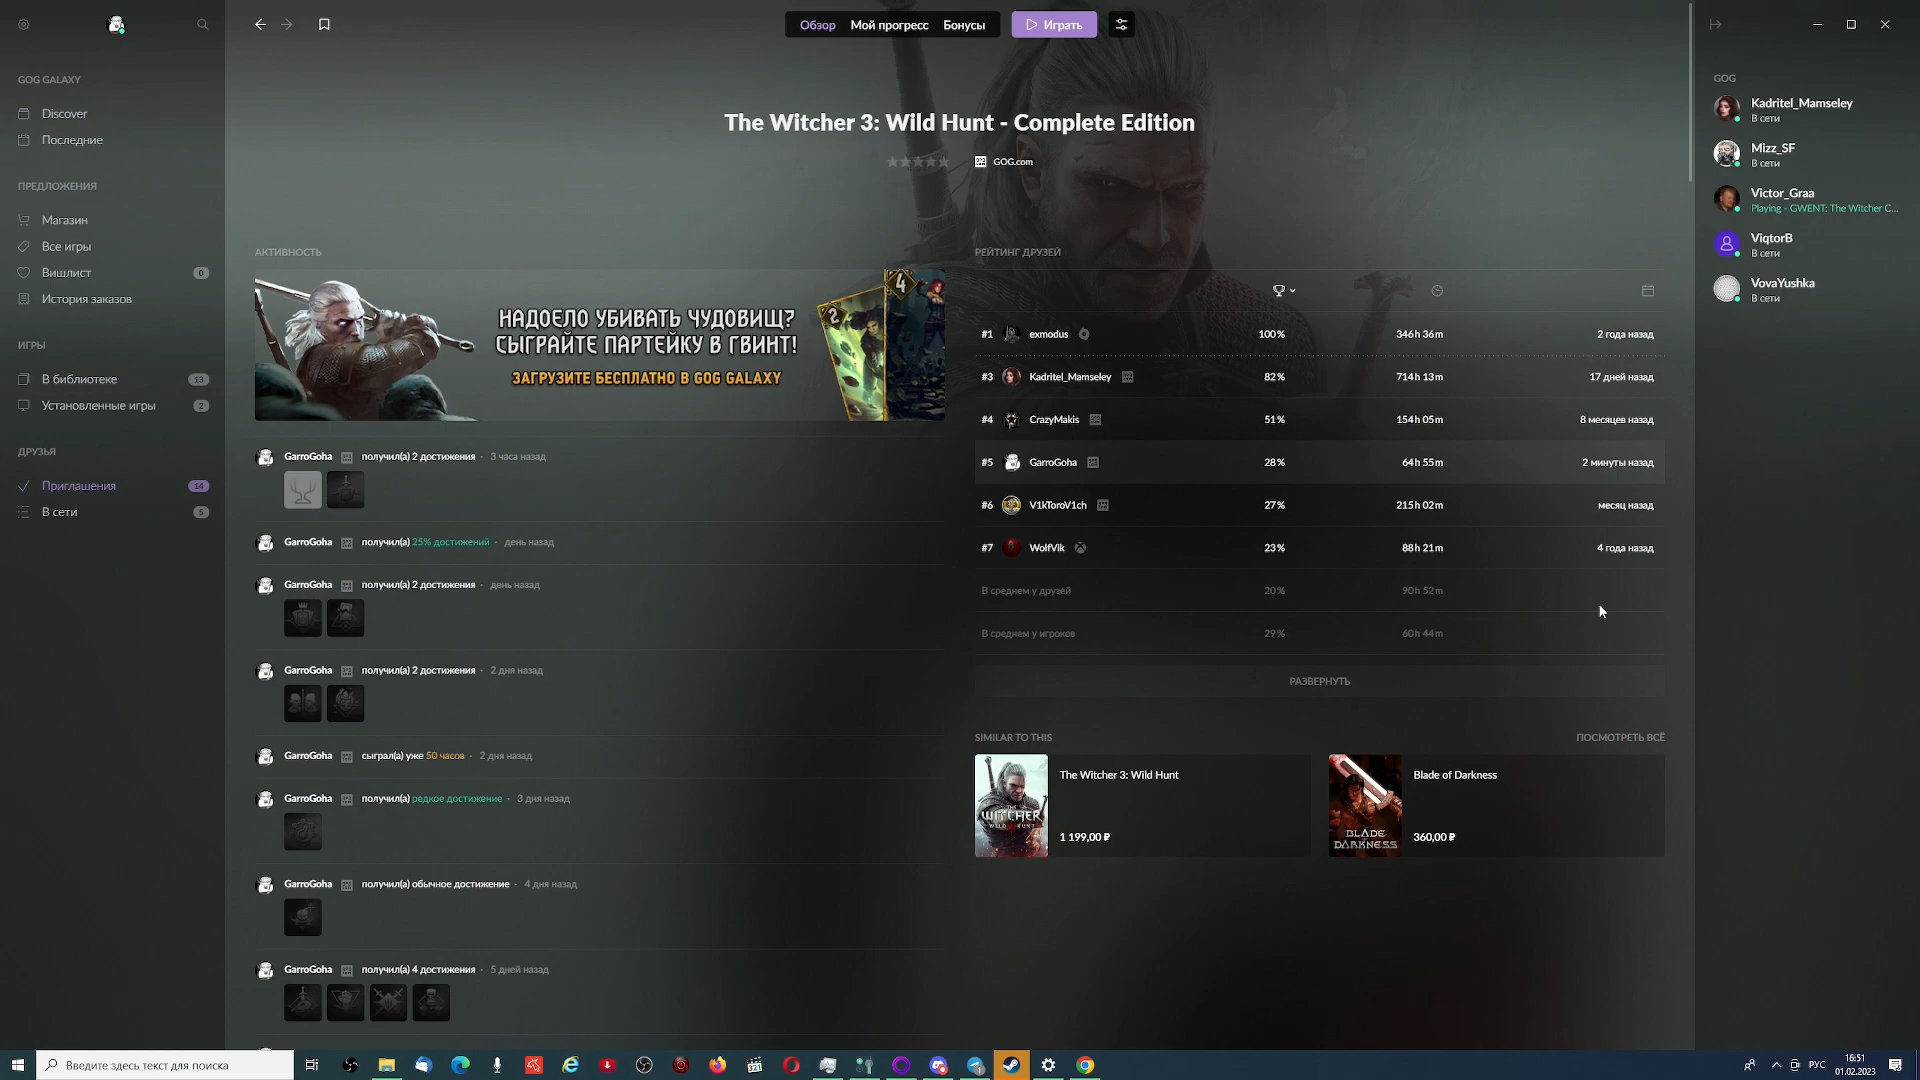 Обзор
Мой прогресс
Бонусы
Играть
GOG GALAXY
Discover
Последние
ПРЕДЛОЖЕНИЯ
Магазин
Все игры
Вишлист
0
История заказов
ИГРЫ
В библиотеке
13
Установленные игры
2
ДРУЗЬЯ
Приглашения
14
В сети
5
The Witcher 3: Wild Hunt - Complete Edition
GOG.com
АКТИВНОСТЬ
НАДОЕЛО УБИВАТЬ ЧУДОВИЩ?
СЫГРАЙТЕ ПАРТЕЙКУ В ГВИНТ!
ЗАГРУЗИТЕ БЕСПЛАТНО В GOG GALAXY
2
4
GarroGoha получил(а) 2 достижения · 3 часа назад
GarroGoha получил(а) 25% достижений · день назад
GarroGoha получил(а) 2 достижения · день назад
GarroGoha получил(а) 2 достижения · 2 дня назад
GarroGoha сыграл(а) уже 50 часов · 2 дня назад
GarroGoha получил(а) редкое достижение · 3 дня назад
GarroGoha получил(а) обычное достижение · 4 дня назад
GarroGoha получил(а) 4 достижения · 5 дней назад
РЕЙТИНГ ДРУЗЕЙ
#1 exmodus 100% 346h 36m 2 года назад
#3 Kadritel_Mamseley 82% 714h 13m 17 дней назад
#4 CrazyMakis 51% 154h 05m 8 месяцев назад
#5 GarroGoha 28% 64h 55m 2 минуты назад
#6 V1kToroV1ch 27% 215h 02m месяц назад
#7 WolfVik 23% 88h 21m 4 года назад
В среднем у друзей 20% 90h 52m
В среднем у игроков 29% 60h 44m
РАЗВЕРНУТЬ
SIMILAR TO THIS
ПОСМОТРЕТЬ ВСЁ
THE WITCHER WILD HUNT
The Witcher 3: Wild Hunt
1 199,00 ₽
BLADE OF DARKNESS
Blade of Darkness
360,00 ₽
GOG
Kadritel_Mamseley
В сети
Mizz_SF
В сети
Victor_Graa
Playing - GWENT: The Witcher C...
ViqtorB
В сети
VovaYushka
В сети
Введите здесь текст для поиска
321
РУС
16:51
01.02.2023